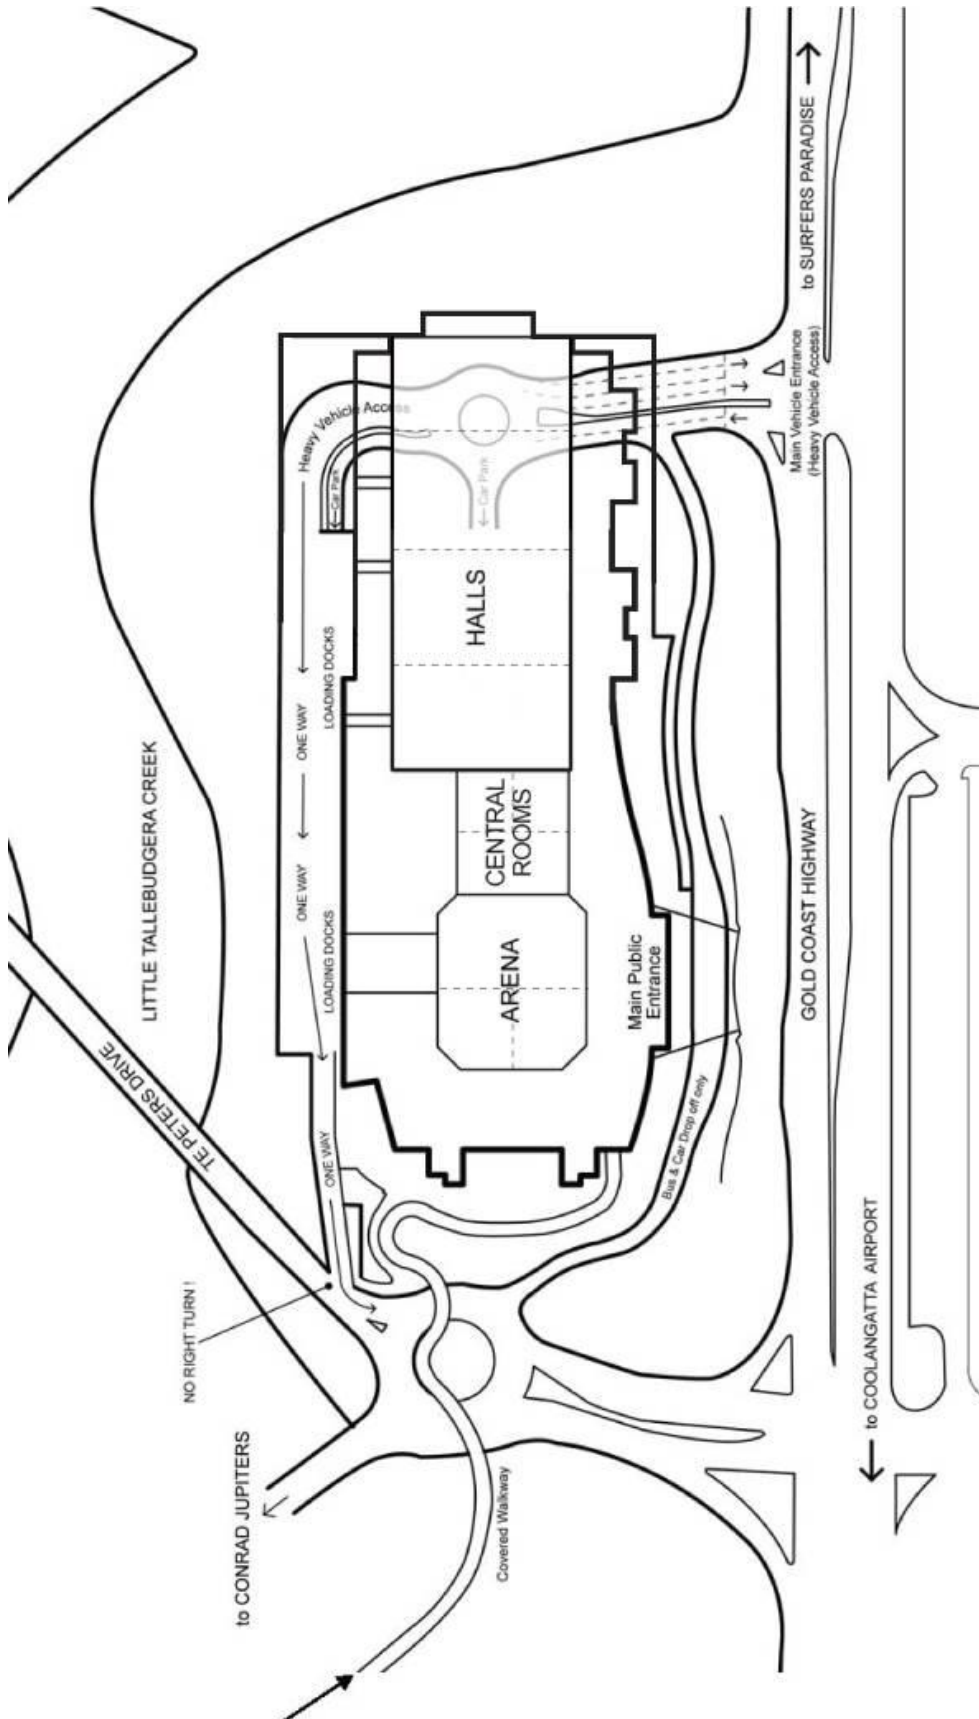 to SURFERS PARADISE
Main Vehicle Entrance
(Heavy Vehicle Access)
Heavy Vehicle Access
Car Park
Car Park
HALLS
LOADING DOCKS
ONE WAY
LITTLE TALLEBUDGERA CREEK
CENTRAL
ROOMS
ONE WAY
LOADING DOCKS
ARENA
Main Public
Entrance
GOLD COAST HIGHWAY
TE PETERS DRIVE
ONE WAY
Bus & Car Drop off only
NO RIGHT TURN !
to COOLANGATTA AIRPORT
to CONRAD JUPITERS
Covered Walkway